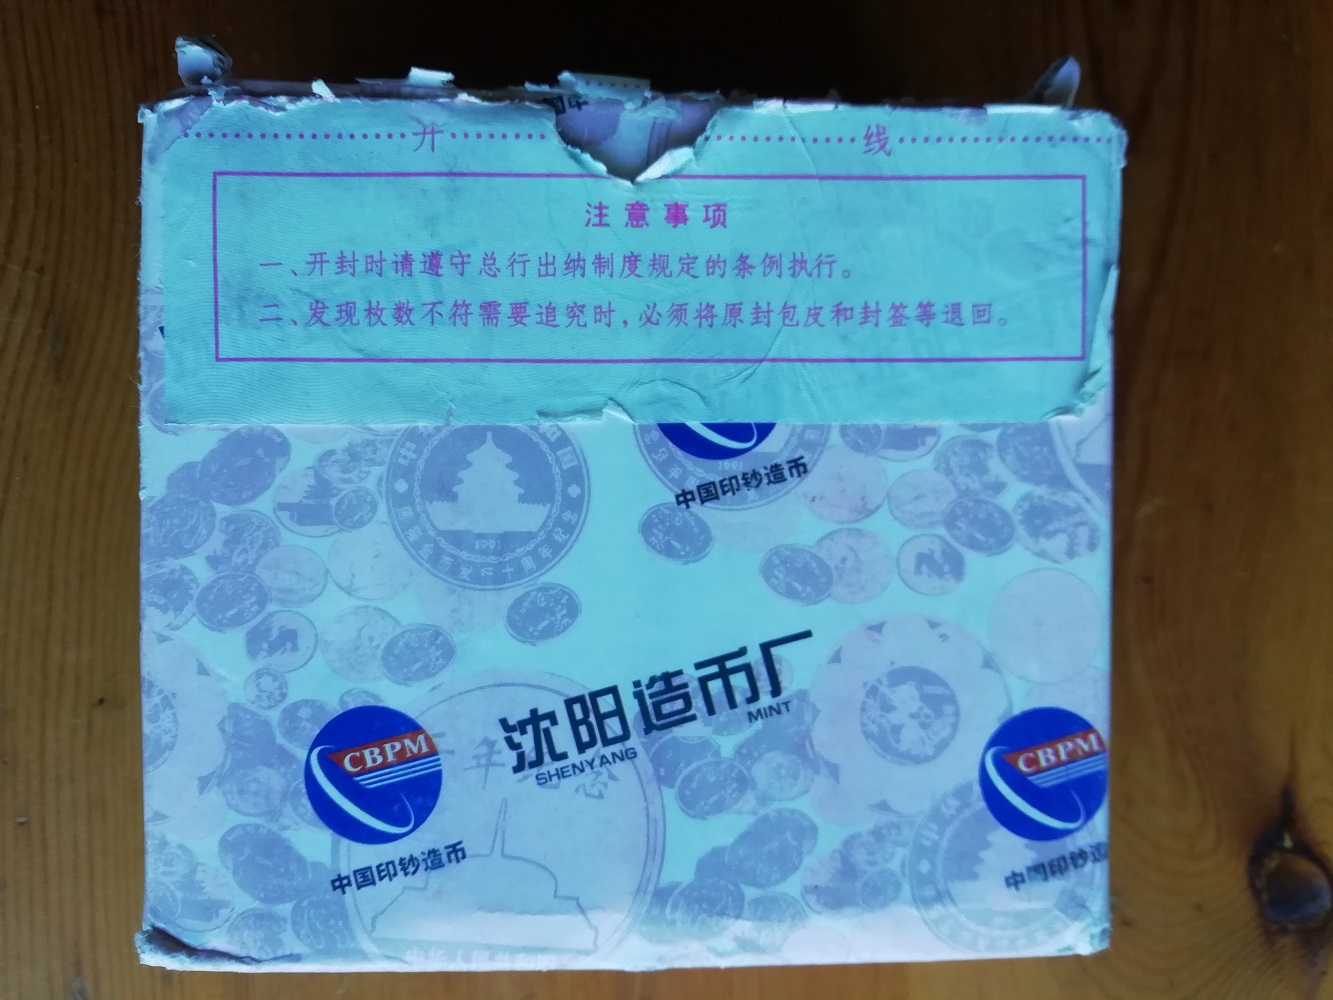 开 线
注意事项
一、开封时请遵守总行出纳制度规定的条例执行。
二、发现枚数不符需要追究时，必须将原封包皮和封签等退回。
1991
1991
中国印钞造币
沈阳造币厂
SHENYANG MINT
CBPM
中国印钞造币
CBPM
中国印钞造